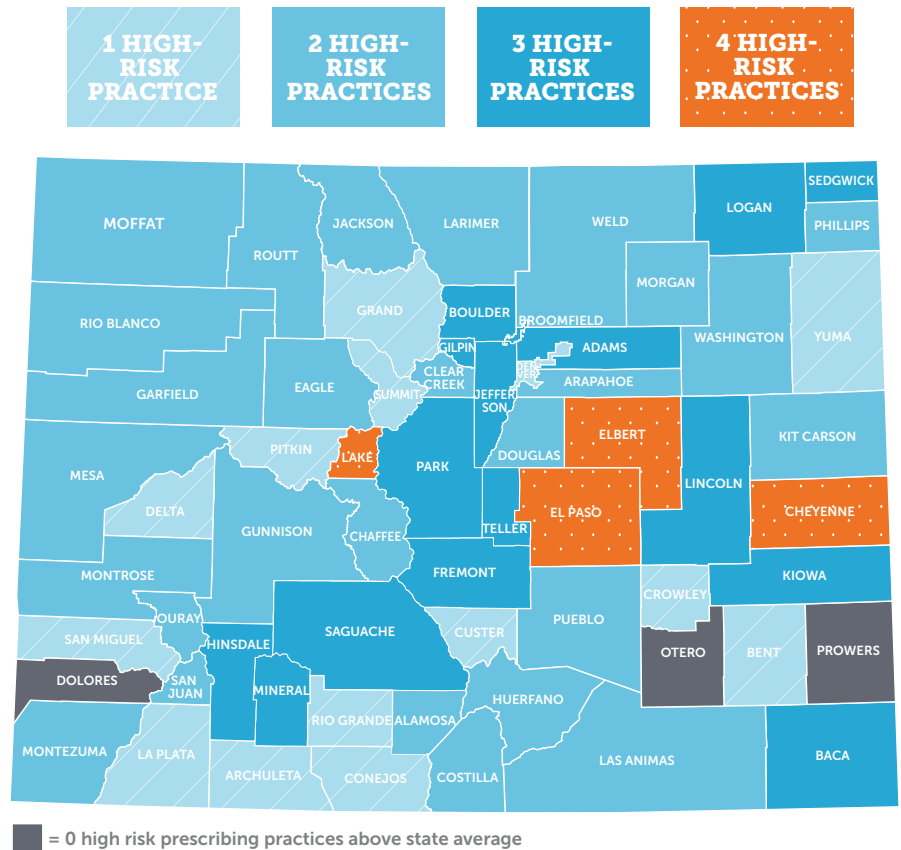 1 HIGH-
RISK
PRACTICE
2 HIGH-
RISK
PRACTICES
3 HIGH-
RISK
PRACTICES
4 HIGH-
RISK
PRACTICES
SEDGWICK
LOGAN
MOFFAT
JACKSON
LARIMER
WELD
PHILLIPS
ROUTT
MORGAN
GRAND
BOULDER
RIO BLANCO
BROOMFIELD
WASHINGTON
YUMA
GILPIN
ADAMS
CLEAR
CREEK
DEN
VER
ARAPAHOE
EAGLE
GARFIELD
SUMMIT
JEFFER
SON
ELBERT
KIT CARSON
PITKIN
LAKE
PARK
DOUGLAS
MESA
LINCOLN
DELTA
EL PASO
CHEYENNE
GUNNISON
CHAFFEE
TELLER
MONTROSE
FREMONT
KIOWA
CROWLEY
OURAY
PUEBLO
SAN MIGUEL
HINSDALE
SAGUACHE
CUSTER
OTERO
BENT
PROWERS
DOLORES
SAN
JUAN
MINERAL
HUERFANO
RIO GRANDE
ALAMOSA
MONTEZUMA
LA PLATA
LAS ANIMAS
BACA
ARCHULETA
CONEJOS
COSTILLA
= 0 high risk prescribing practices above state average